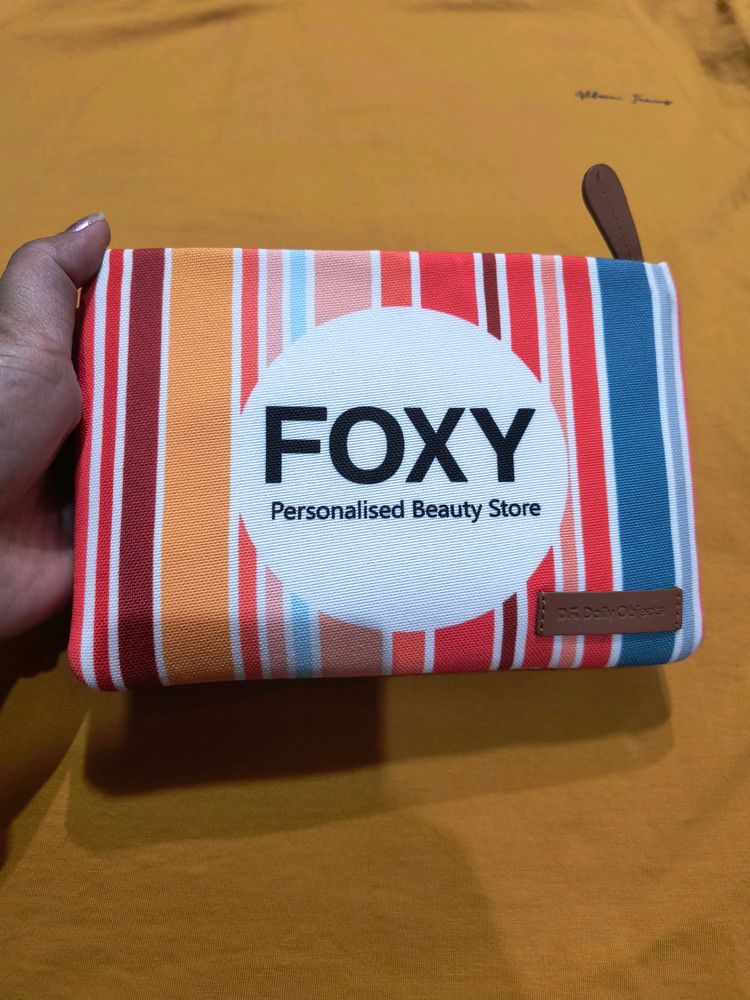 FOXY
Personalised Beauty Store
Daily Objects